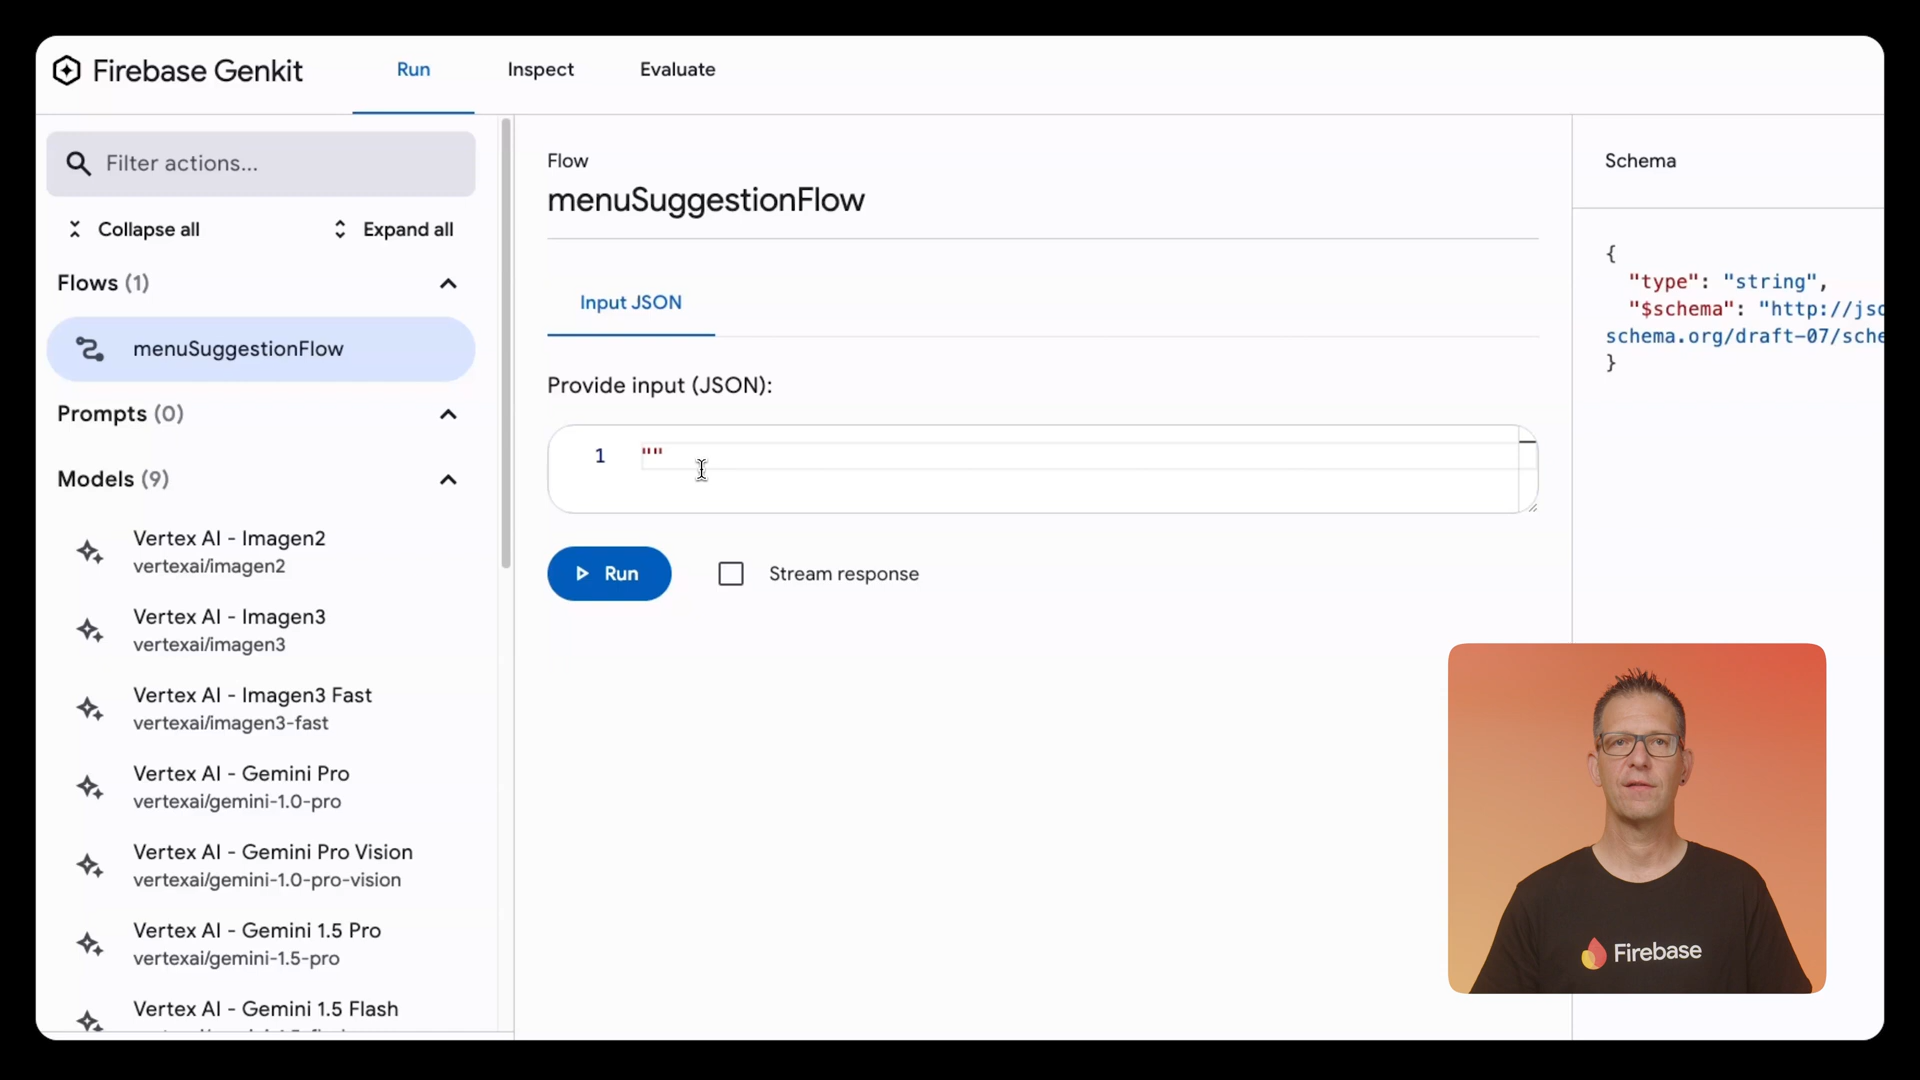 Firebase Genkit
Run
Inspect
Evaluate
Filter actions...
Collapse all
Expand all
Flows (1)
menuSuggestionFlow
Prompts (0)
Models (9)
Vertex AI - Imagen2
vertexai/imagen2
Vertex AI - Imagen3
vertexai/imagen3
Vertex AI - Imagen3 Fast
vertexai/imagen3-fast
Vertex AI - Gemini Pro
vertexai/gemini-1.0-pro
Vertex AI - Gemini Pro Vision
vertexai/gemini-1.0-pro-vision
Vertex AI - Gemini 1.5 Pro
vertexai/gemini-1.5-pro
Vertex AI - Gemini 1.5 Flash
Flow
menuSuggestionFlow
Input JSON
Provide input (JSON):
1 ""
Run
Stream response
Schema
{
"type": "string",
"$schema": "http://jsc
schema.org/draft-07/sche
}
Firebase